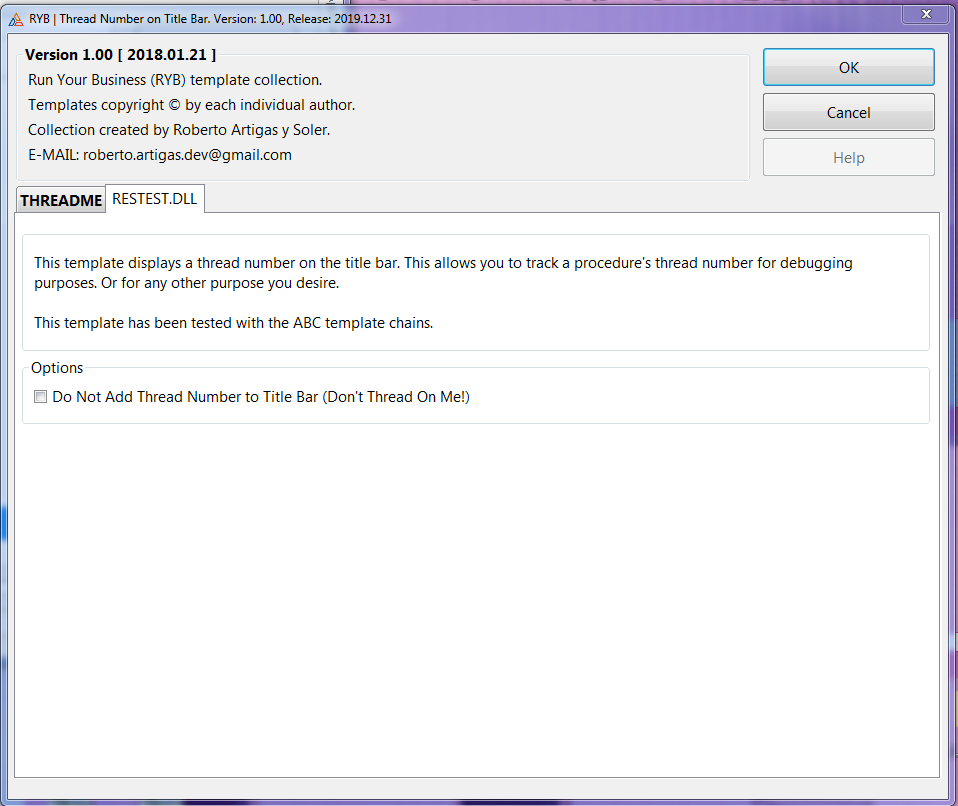 RYB | Thread Number on Title Bar. Version: 1.00, Release: 2019.12.31
Version 1.00 [ 2018.01.21 ]
Run Your Business (RYB) template collection.
Templates copyright © by each individual author.
Collection created by Roberto Artigas y Soler.
E-MAIL: roberto.artigas.dev@gmail.com
OK
Cancel
Help
THREADME
RESTEST.DLL
This template displays a thread number on the title bar. This allows you to track a procedure's thread number for debugging
purposes. Or for any other purpose you desire.
This template has been tested with the ABC template chains.
Options
Do Not Add Thread Number to Title Bar (Don't Thread On Me!)